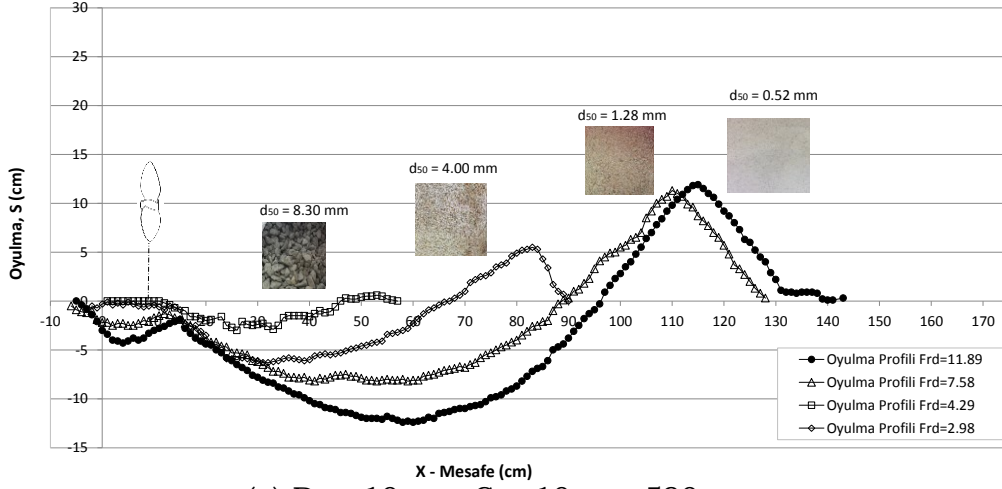 30
25
20
15
10
5
0
-5
-10
-15
Oyulma, S (cm)
d50 = 8.30 mm
d50 = 4.00 mm
d50 = 1.28 mm
d50 = 0.52 mm
-10 10 20 30 40 50 60 70 80 90 100 110 120 130 140 150 160 170
Oyulma Profili Frd=11.89
Oyulma Profili Frd=7.58
Oyulma Profili Frd=4.29
Oyulma Profili Frd=2.98
X - Mesafe (cm)